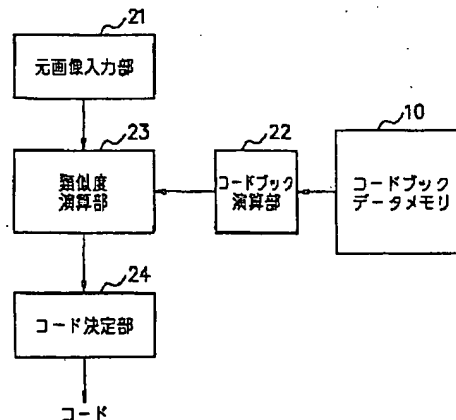 21
元画像入力部
23
類似度
演算部
22
コードブック
演算部
10
コードブック
データメモリ
24
コード決定部
コード